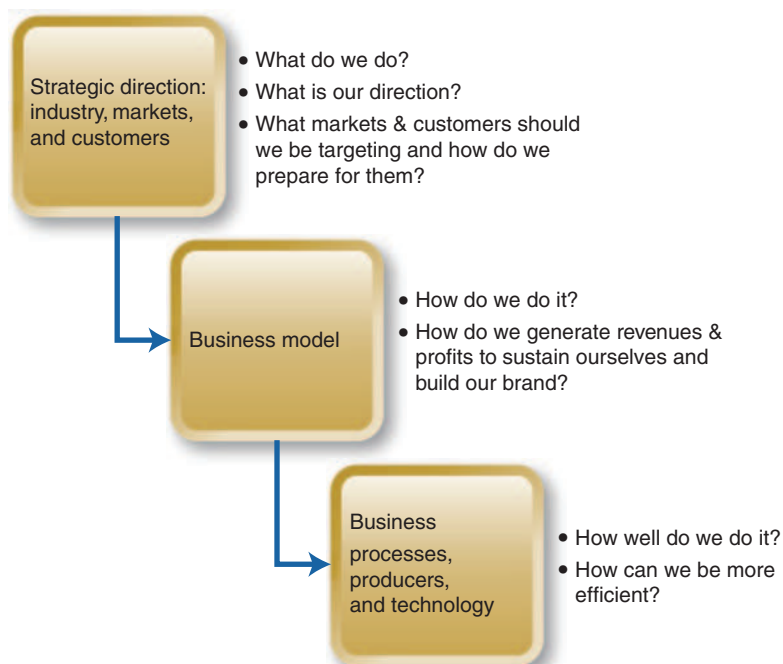 Strategic direction:
industry, markets,
and customers
• What do we do?
• What is our direction?
• What markets & customers should
we be targeting and how do we
prepare for them?
Business model
• How do we do it?
• How do we generate revenues &
profits to sustain ourselves and
build our brand?
Business
processes,
producers,
and technology
• How well do we do it?
• How can we be more
efficient?